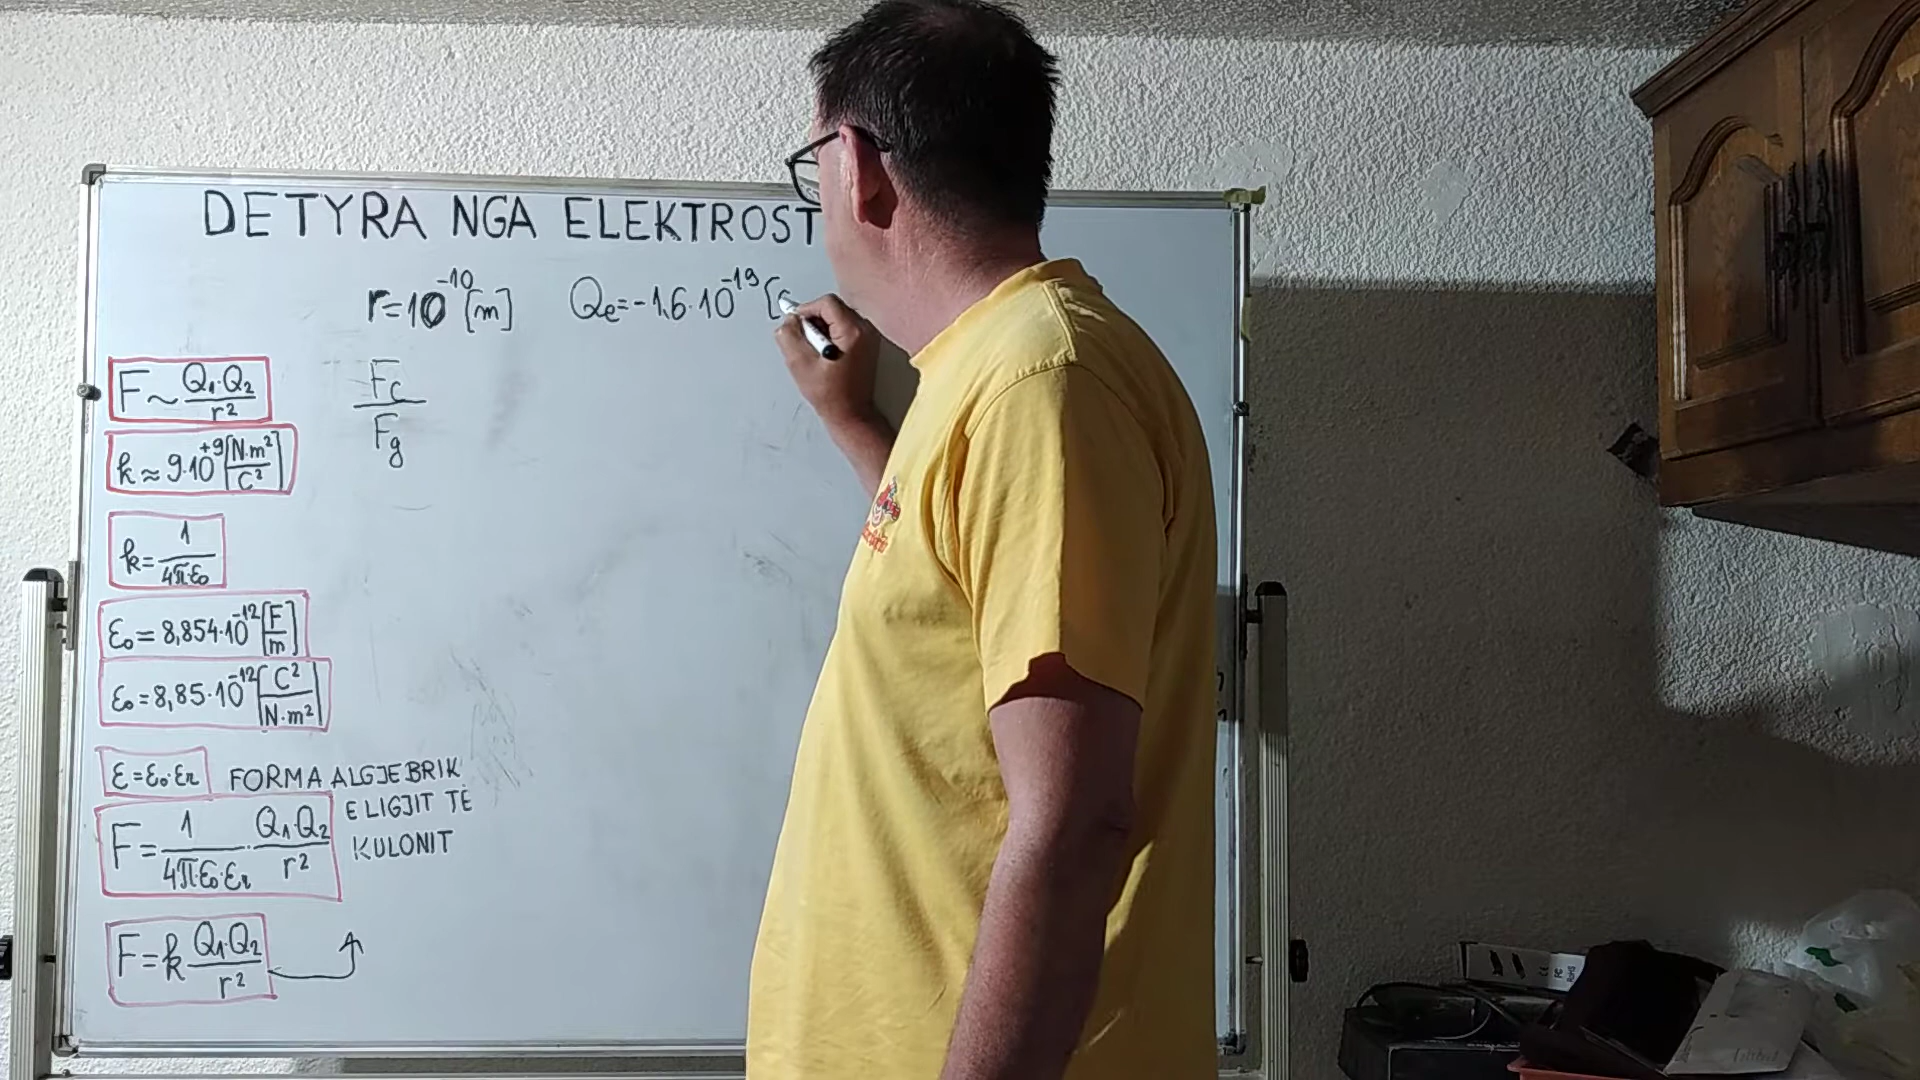 DETYRA NGA ELEKTROST
r=10⁻¹⁰[m] Qe=-1,6·10⁻¹⁹[
Fc
Fg
F~ Q₁·Q₂
r²
k≈9·10⁺⁹[N·m²
C²]
k= 1
4π·ε₀
ε₀=8,854·10⁻¹²[F
m]
ε₀=8,85·10⁻¹²[C²
N·m²]
ε=ε₀·εr FORMA ALGJEBRIK
E LIGJIT TË
KULONIT
F= 1 · Q₁·Q₂
4π·ε₀·εr r²
F=k Q₁·Q₂
r²